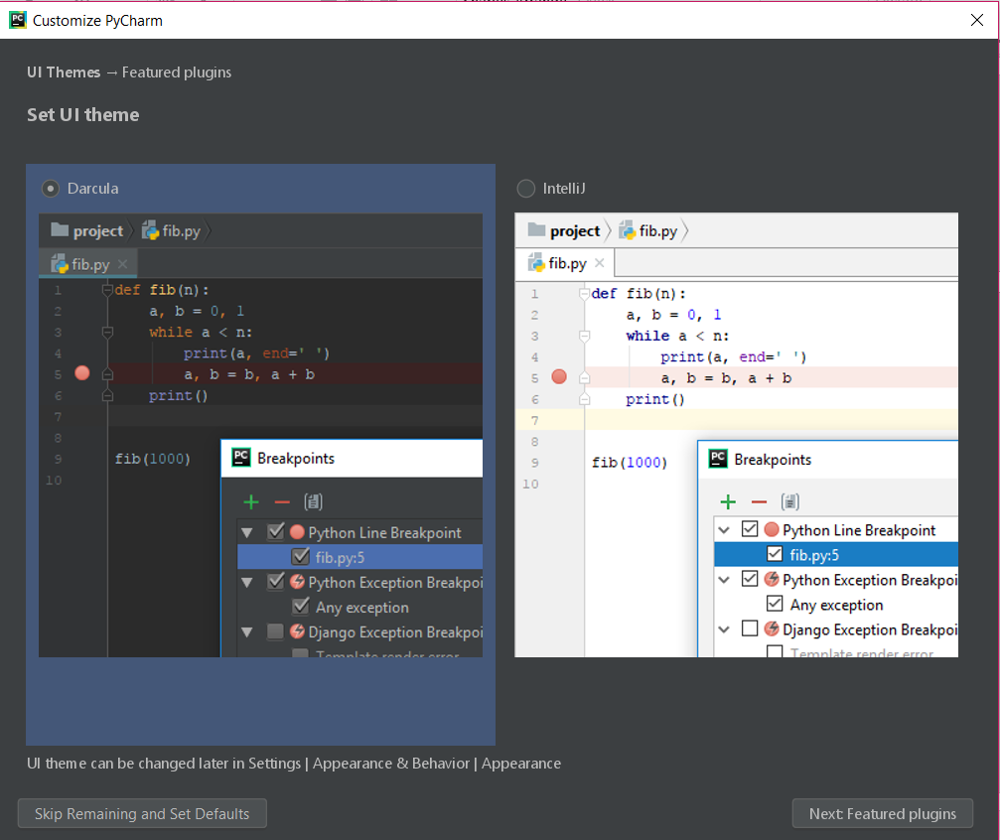 PC Customize PyCharm
UI Themes → Featured plugins
Set UI theme
Darcula
project fib.py
fib.py
1 def fib(n):
2 a, b = 0, 1
3 while a < n:
4 print(a, end=' ')
5 a, b = b, a + b
6 print()
7
8
9 fib(1000)
10
PC Breakpoints
Python Line Breakpoint
fib.py:5
Python Exception Breakpoi
Any exception
Django Exception Breakpoi
Template render error
IntelliJ
project fib.py
fib.py
1 def fib(n):
2 a, b = 0, 1
3 while a < n:
4 print(a, end=' ')
5 a, b = b, a + b
6 print()
7
8
9 fib(1000)
10
PC Breakpoints
Python Line Breakpoint
fib.py:5
Python Exception Breakpoi
Any exception
Django Exception Breakpoi
Template render error
UI theme can be changed later in Settings | Appearance & Behavior | Appearance
Skip Remaining and Set Defaults
Next: Featured plugins